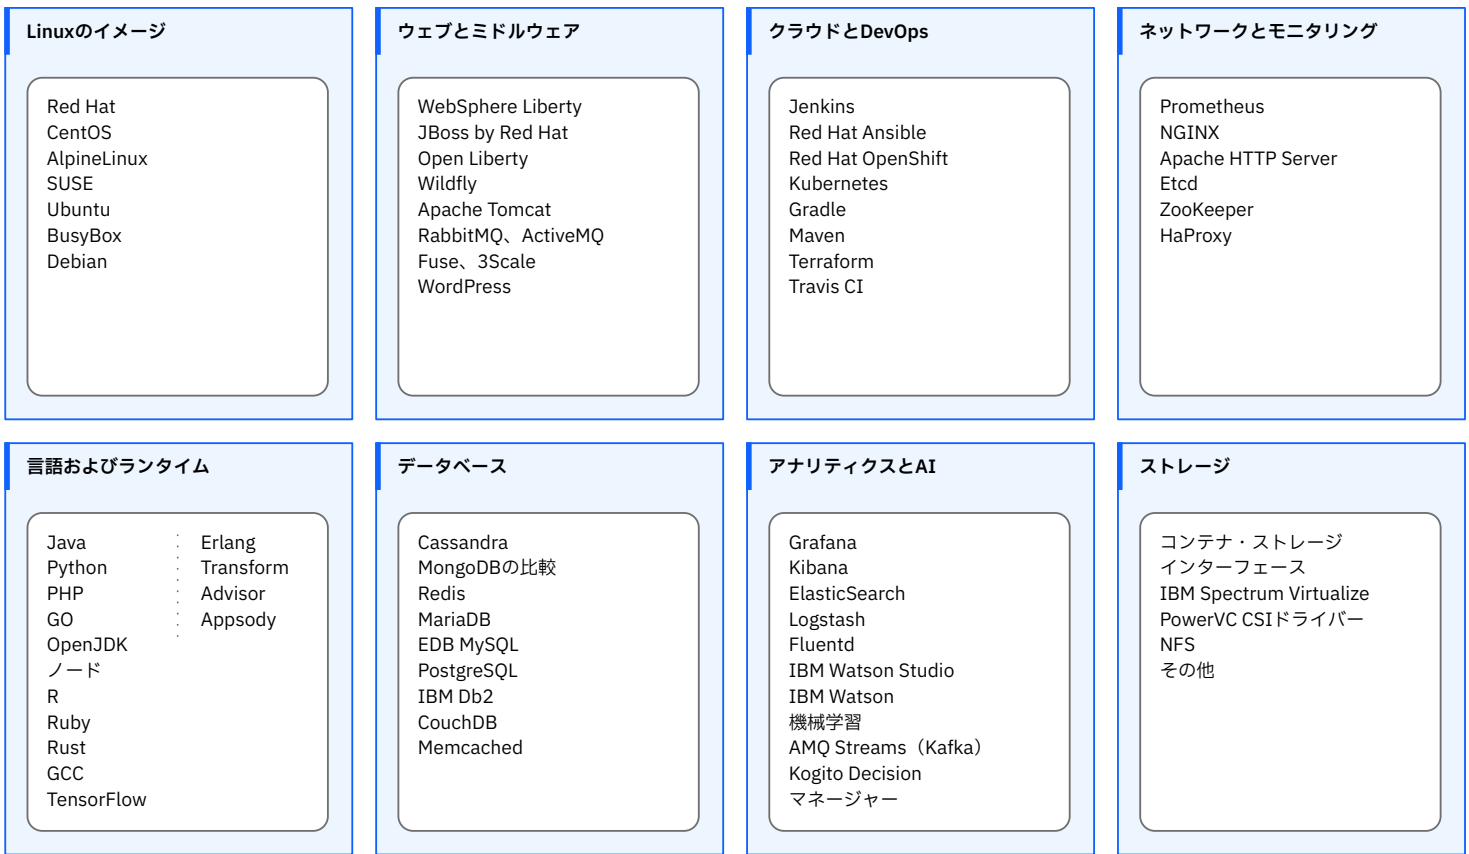 Linuxのイメージ
Red Hat
CentOS
AlpineLinux
SUSE
Ubuntu
BusyBox
Debian
ウェブとミドルウェア
WebSphere Liberty
JBoss by Red Hat
Open Liberty
Wildfly
Apache Tomcat
RabbitMQ、ActiveMQ
Fuse、3Scale
WordPress
クラウドとDevOps
Jenkins
Red Hat Ansible
Red Hat OpenShift
Kubernetes
Gradle
Maven
Terraform
Travis CI
ネットワークとモニタリング
Prometheus
NGINX
Apache HTTP Server
Etcd
ZooKeeper
HaProxy
言語およびランタイム
Java
Python
PHP
GO
OpenJDK
ノード
R
Ruby
Rust
GCC
TensorFlow
Erlang
Transform
Advisor
Appsody
データベース
Cassandra
MongoDBの比較
Redis
MariaDB
EDB MySQL
PostgreSQL
IBM Db2
CouchDB
Memcached
アナリティクスとAI
Grafana
Kibana
ElasticSearch
Logstash
Fluentd
IBM Watson Studio
IBM Watson
機械学習
AMQ Streams（Kafka）
Kogito Decision
マネージャー
ストレージ
コンテナ・ストレージ
インターフェース
IBM Spectrum Virtualize
PowerVC CSIドライバー
NFS
その他